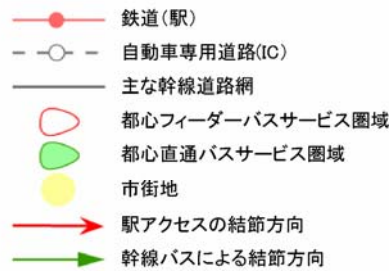 鉄道(駅)
自動車専用道路(IC)
主な幹線道路網
都心フィーダーバスサービス圏域
都心直通バスサービス圏域
市街地
駅アクセスの結節方向
幹線バスによる結節方向